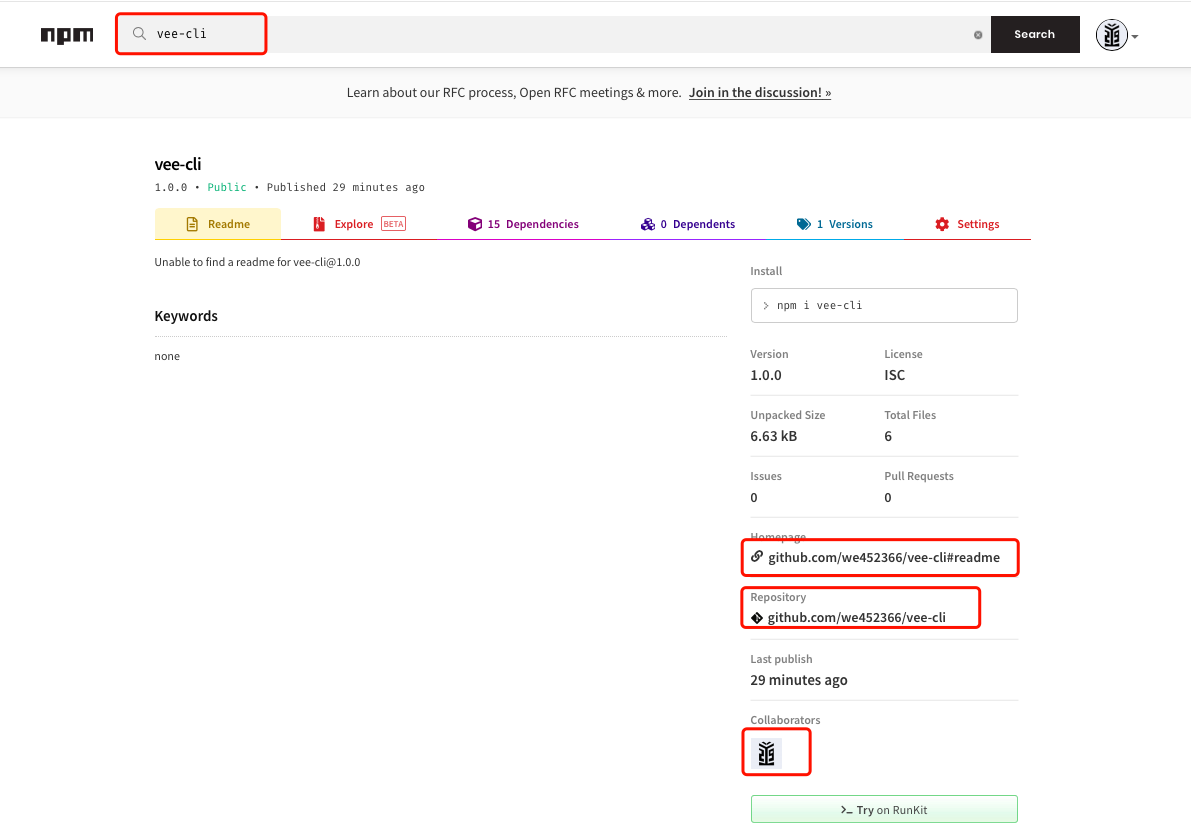 npm
vee-cli
Search
Learn about our RFC process, Open RFC meetings & more. Join in the discussion! »
vee-cli
1.0.0 • Public • Published 29 minutes ago
Readme
Explore BETA
15 Dependencies
0 Dependents
1 Versions
Settings
Unable to find a readme for vee-cli@1.0.0
Keywords
none
Install
> npm i vee-cli
Version License
1.0.0 ISC
Unpacked Size Total Files
6.63 kB 6
Issues Pull Requests
0 0
Homepage
github.com/we452366/vee-cli#readme
Repository
github.com/we452366/vee-cli
Last publish
29 minutes ago
Collaborators
>_ Try on RunKit